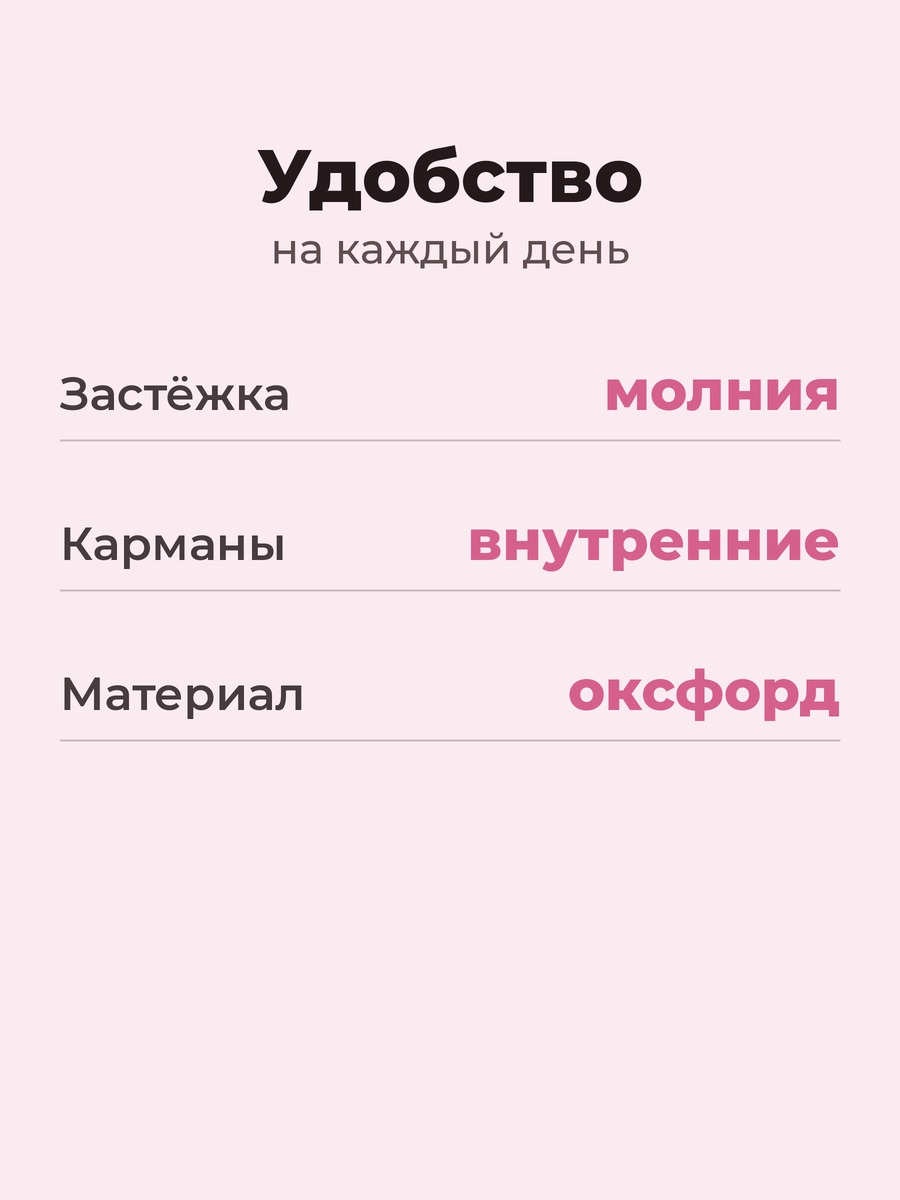 Удобство
на каждый день
Застёжка молния
Карманы внутренние
Материал оксфорд